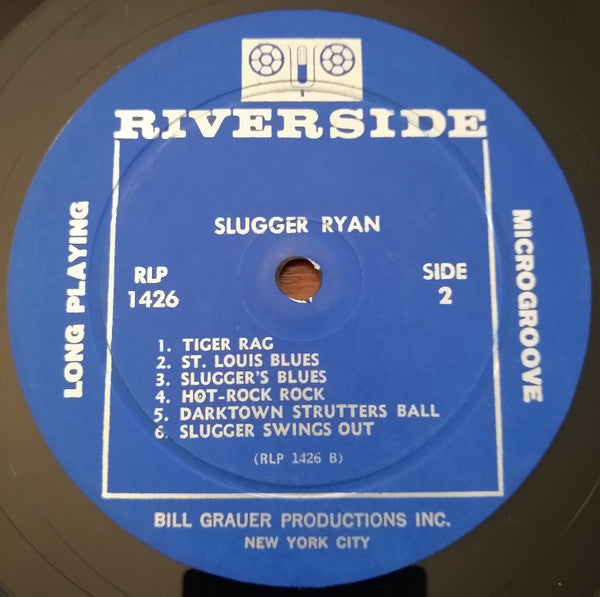 RIVERSIDE
LONG PLAYING
MICROGROOVE
SLUGGER RYAN
RLP
1426
SIDE
2
1. TIGER RAG
2. ST. LOUIS BLUES
3. SLUGGER'S BLUES
4. HOT-ROCK ROCK
5. DARKTOWN STRUTTERS BALL
6. SLUGGER SWINGS OUT
(RLP 1426 B)
BILL GRAUER PRODUCTIONS INC.
NEW YORK CITY